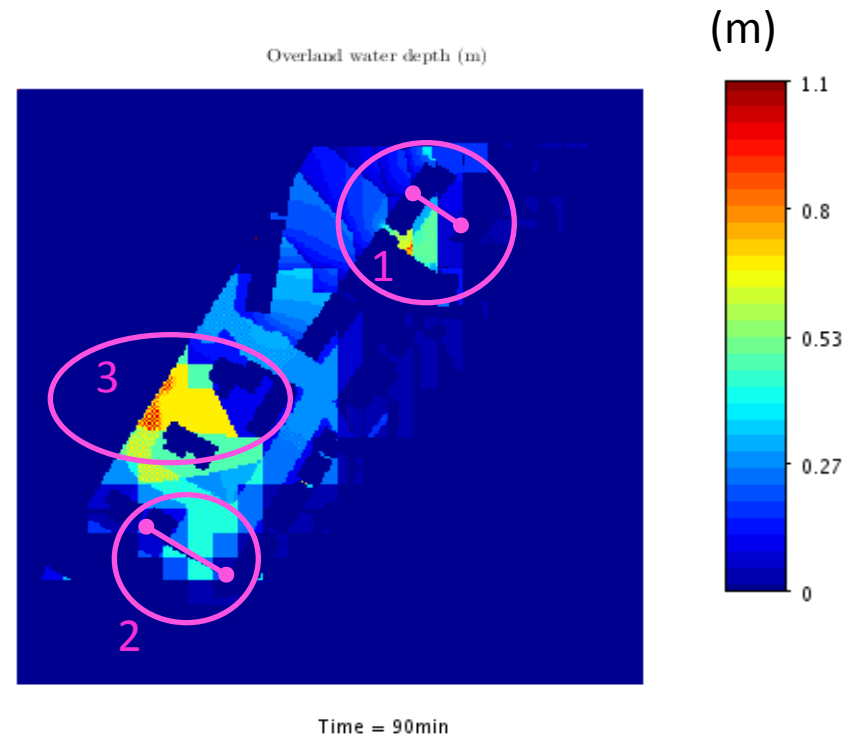 (m)
Overland water depth (m)
1.1
0.8
0.53
0.27
0
1
3
2
Time = 90min